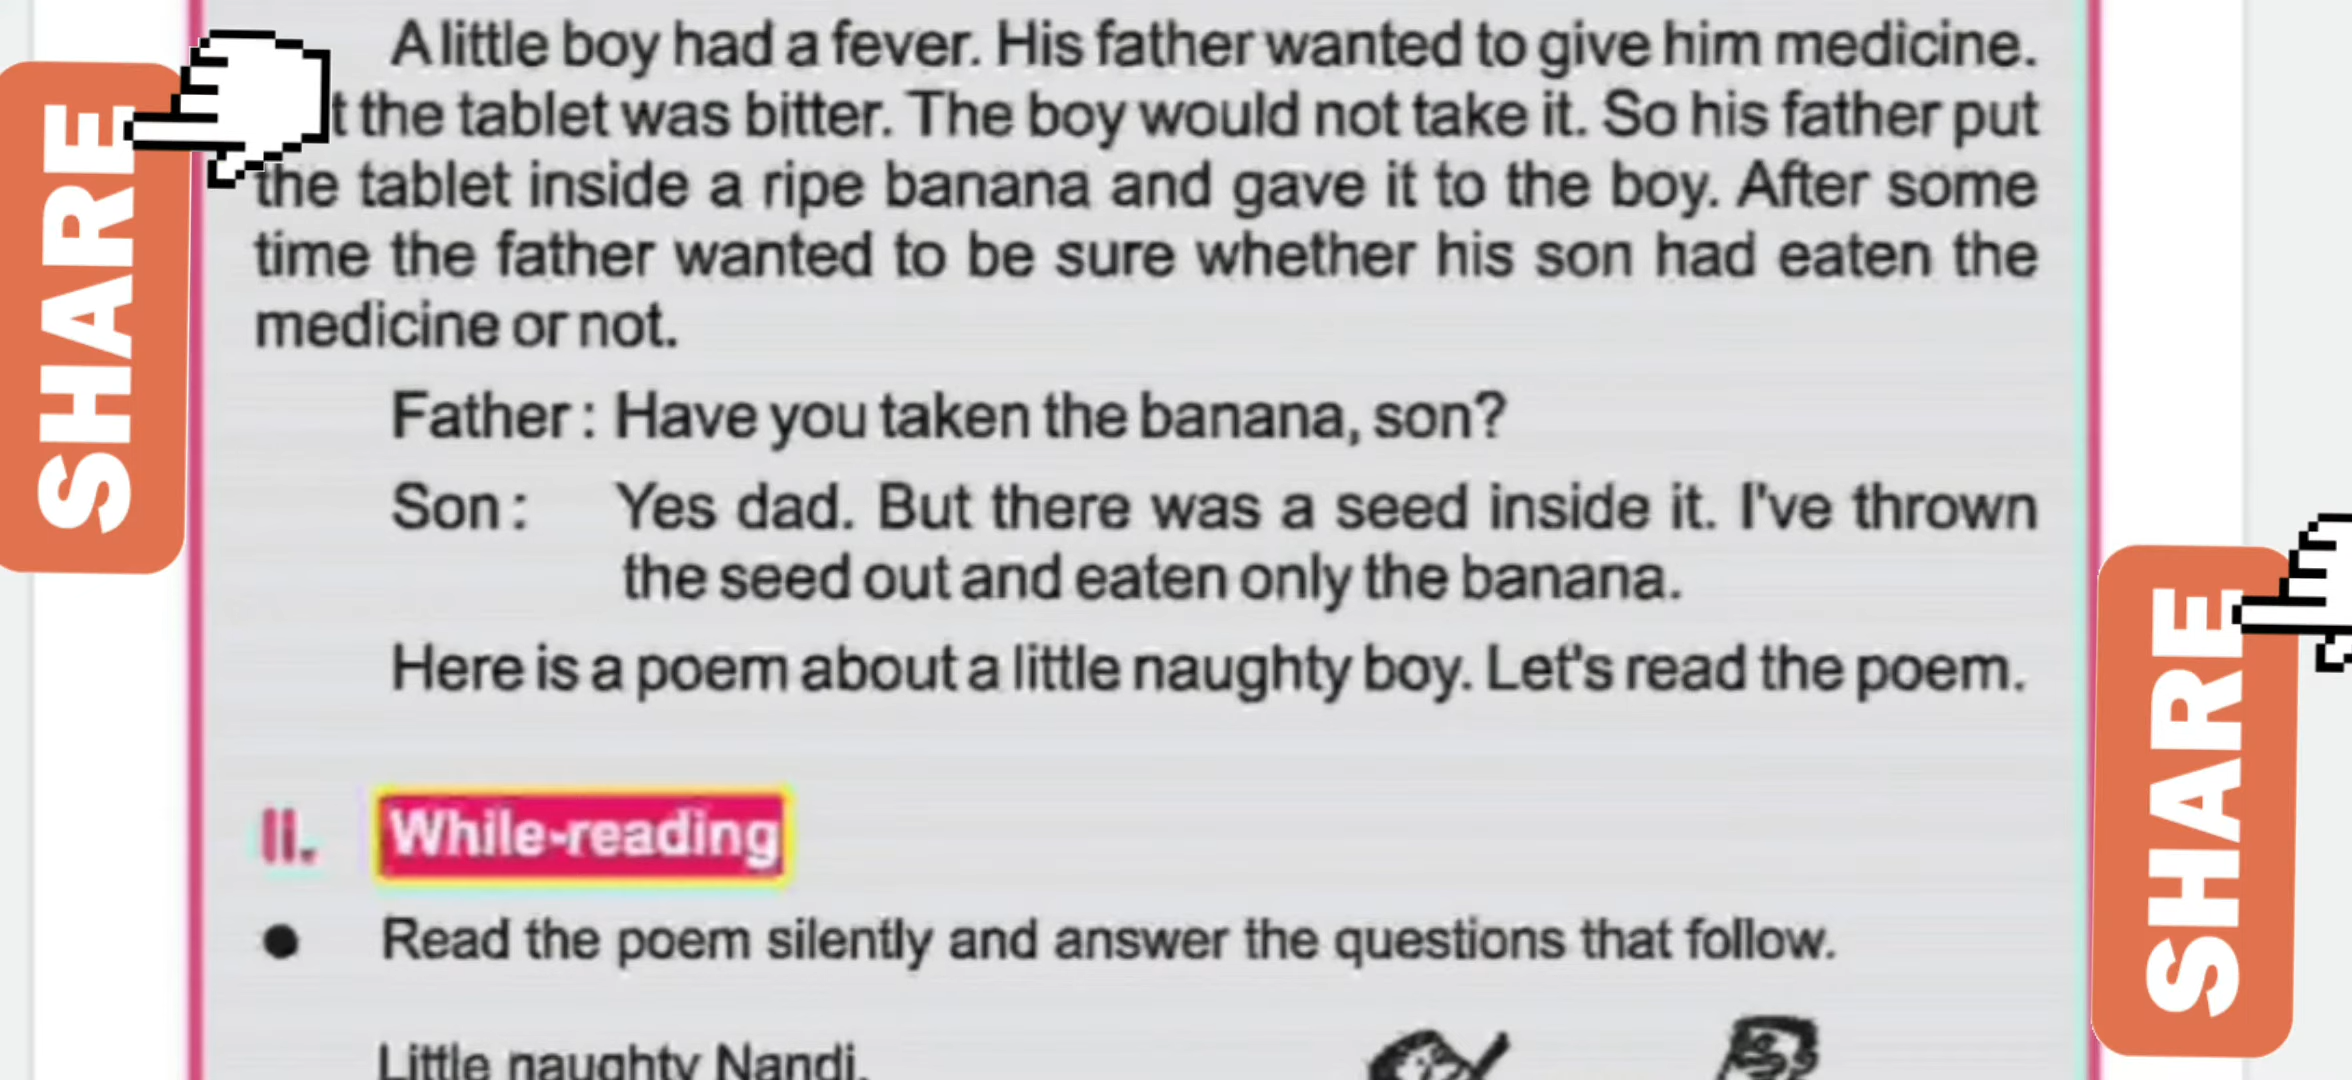 A little boy had a fever. His father wanted to give him medicine.
t the tablet was bitter. The boy would not take it. So his father put
the tablet inside a ripe banana and gave it to the boy. After some
time the father wanted to be sure whether his son had eaten the
medicine or not.
Father : Have you taken the banana, son?
Son : Yes dad. But there was a seed inside it. I've thrown
the seed out and eaten only the banana.
Here is a poem about a little naughty boy. Let's read the poem.
II. While-reading
● Read the poem silently and answer the questions that follow.
Little naughty Nandi,
SHARE
SHARE